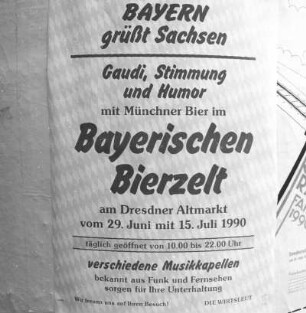 BAYERN
grüßt Sachsen
Gaudi, Stimmung
und Humor
mit Münchner Bier im
Bayerischen
Bierzelt
am Dresdner Altmarkt
vom 29. Juni mit 15. Juli 1990
täglich geöffnet von 10.00 bis 22.00 Uhr
verschiedene Musikkapellen
bekannt aus Funk und Fernsehen
sorgen für Ihre Unterhaltung
Wir freuen uns auf Ihren Besuch!